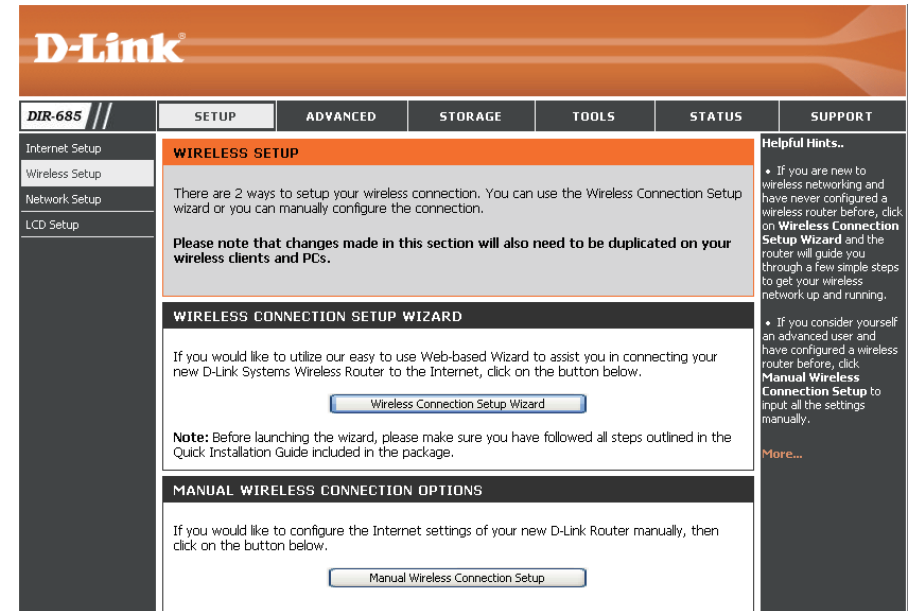 D-Link®
DIR-685
SETUP
ADVANCED
STORAGE
TOOLS
STATUS
SUPPORT
Internet Setup
Wireless Setup
Network Setup
LCD Setup
WIRELESS SETUP
There are 2 ways to setup your wireless connection. You can use the Wireless Connection Setup
wizard or you can manually configure the connection.
Please note that changes made in this section will also need to be duplicated on your
wireless clients and PCs.
WIRELESS CONNECTION SETUP WIZARD
If you would like to utilize our easy to use Web-based Wizard to assist you in connecting your
new D-Link Systems Wireless Router to the Internet, click on the button below.
Wireless Connection Setup Wizard
Note: Before launching the wizard, please make sure you have followed all steps outlined in the
Quick Installation Guide included in the package.
MANUAL WIRELESS CONNECTION OPTIONS
If you would like to configure the Internet settings of your new D-Link Router manually, then
click on the button below.
Manual Wireless Connection Setup
Helpful Hints..
• If you are new to
wireless networking and
have never configured a
wireless router before, click
on Wireless Connection
Setup Wizard and the
router will guide you
through a few simple steps
to get your wireless
network up and running.
• If you consider yourself
an advanced user and
have configured a wireless
router before, click
Manual Wireless
Connection Setup to
input all the settings
manually.
More...